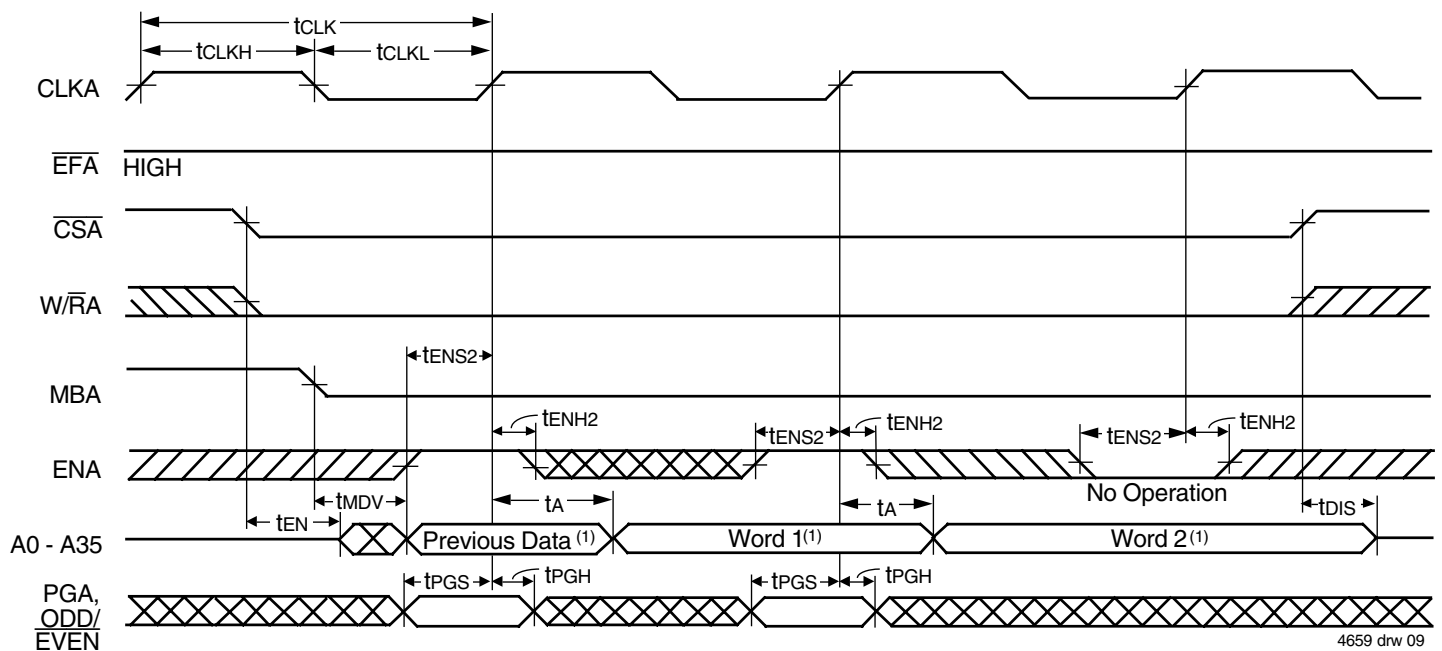 tCLK
tCLKH tCLKL
CLKA
EFA HIGH
CSA
W/RA
tENS2
MBA
tENH2 tENS2 tENH2 tENS2 tENH2
ENA
No Operation
tMDV tA tA tDIS
tEN
A0 - A35 Previous Data (1) Word 1(1) Word 2(1)
tPGS tPGH tPGS tPGH
PGA,
ODD/
EVEN
4659 drw 09